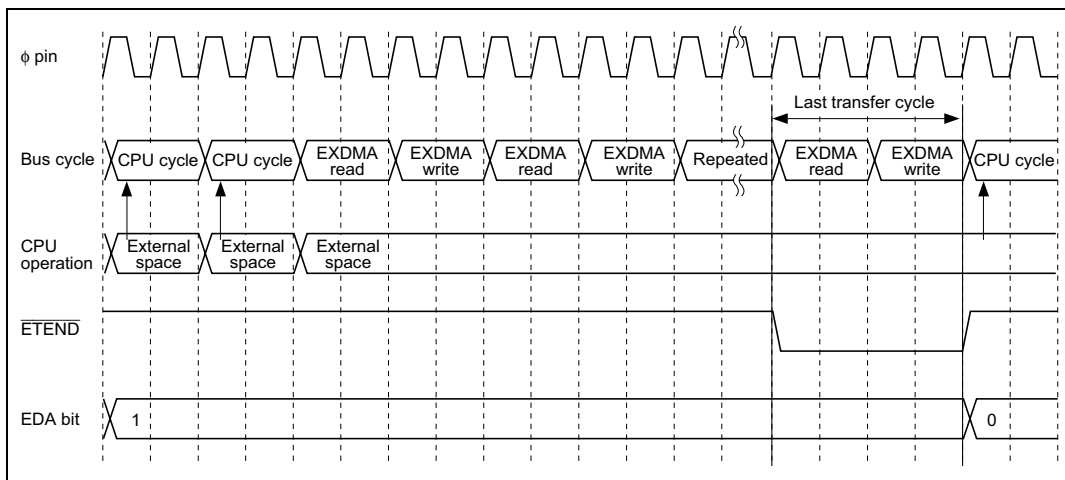 φ pin
Last transfer cycle
Bus cycle
CPU cycle
CPU cycle
EXDMA
read
EXDMA
write
EXDMA
read
EXDMA
write
Repeated
EXDMA
read
EXDMA
write
CPU cycle
CPU
operation
External
space
External
space
External
space
ETEND
EDA bit
1
0